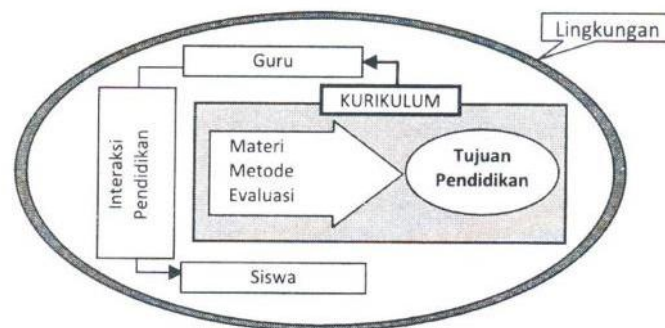 Lingkungan
Guru
KURIKULUM
Interaksi
Pendidikan
Materi
Metode
Evaluasi
Tujuan
Pendidikan
Siswa